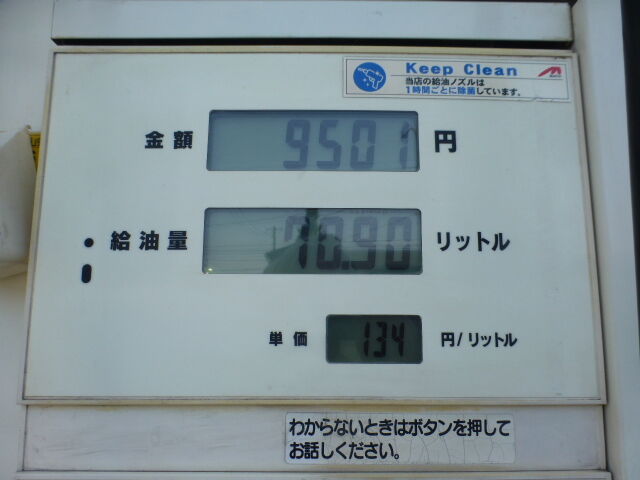 Keep Clean
当店の給油ノズルは
1時間ごとに除菌しています。
金額 9501 円
給油量 70.90 リットル
単価 134 円/リットル
わからないときはボタンを押して
お話しください。